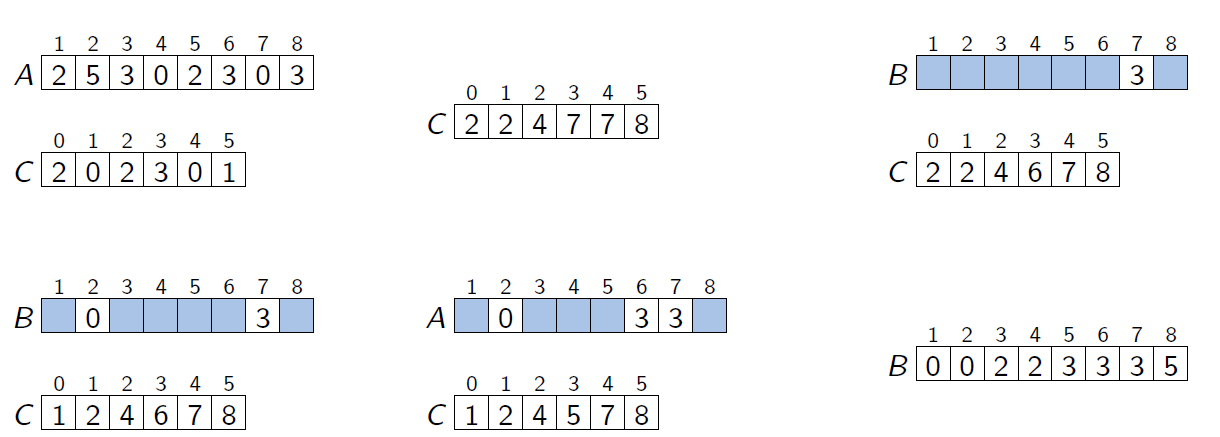 1 2 3 4 5 6 7 8
A 2 5 3 0 2 3 0 3
0 1 2 3 4 5
C 2 0 2 3 0 1
0 1 2 3 4 5
C 2 2 4 7 7 8
1 2 3 4 5 6 7 8
B 3
0 1 2 3 4 5
C 2 2 4 6 7 8
1 2 3 4 5 6 7 8
B 0 3
0 1 2 3 4 5
C 1 2 4 6 7 8
1 2 3 4 5 6 7 8
A 0 3 3
0 1 2 3 4 5
C 1 2 4 5 7 8
1 2 3 4 5 6 7 8
B 0 0 2 2 3 3 3 5